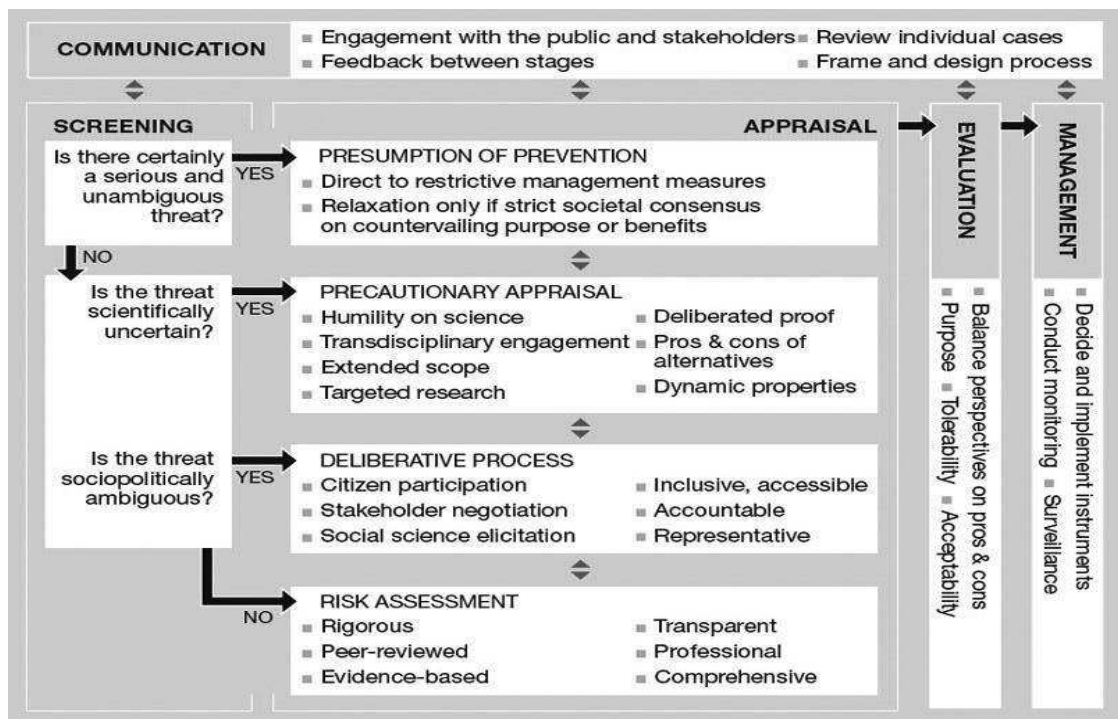 COMMUNICATION
Engagement with the public and stakeholders
Feedback between stages
Review individual cases
Frame and design process
SCREENING
Is there certainly
a serious and
unambiguous
threat?
YES
NO
Is the threat
scientifically
uncertain?
YES
Is the threat
sociopolitically
ambiguous?
YES
NO
APPRAISAL
PRESUMPTION OF PREVENTION
Direct to restrictive management measures
Relaxation only if strict societal consensus
on countervailing purpose or benefits
PRECAUTIONARY APPRAISAL
Humility on science
Transdisciplinary engagement
Extended scope
Targeted research
Deliberated proof
Pros & cons of
alternatives
Dynamic properties
DELIBERATIVE PROCESS
Citizen participation
Stakeholder negotiation
Social science elicitation
Inclusive, accessible
Accountable
Representative
RISK ASSESSMENT
Rigorous
Peer-reviewed
Evidence-based
Transparent
Professional
Comprehensive
EVALUATION
Balance perspectives on pros & cons
Purpose Tolerability Acceptability
MANAGEMENT
Decide and implement instruments
Conduct monitoring Surveillance